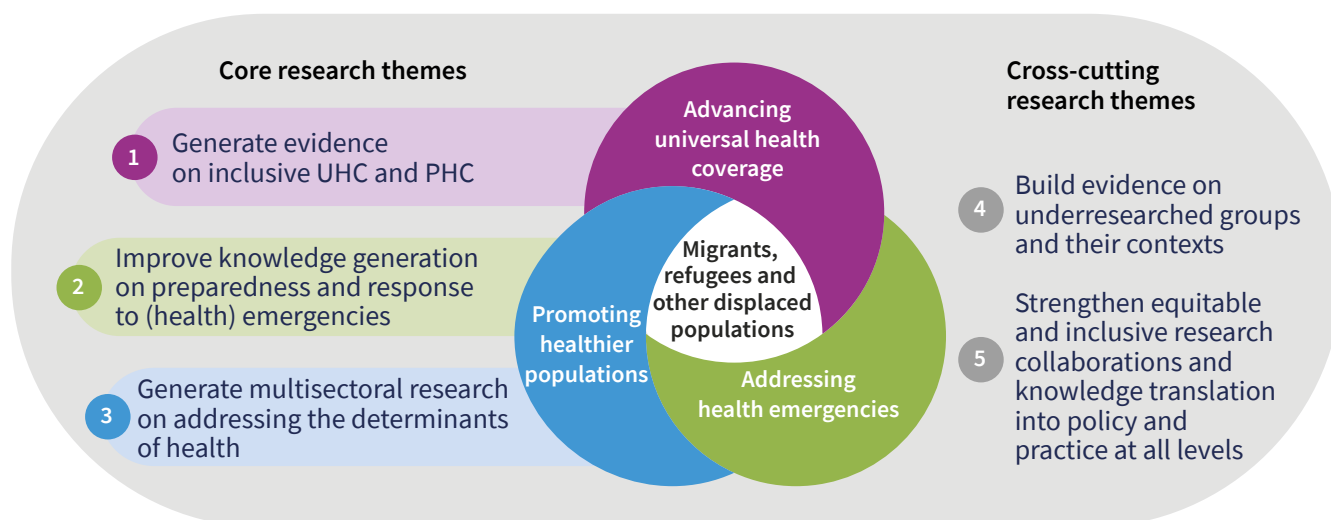 Core research themes
1
Generate evidence
on inclusive UHC and PHC
2
Improve knowledge generation
on preparedness and response
to (health) emergencies
3
Generate multisectoral research
on addressing the determinants
of health
Advancing
universal health
coverage
Migrants,
refugees and
other displaced
populations
Promoting
healthier
populations
Addressing
health emergencies
Cross-cutting
research themes
4
Build evidence on
underresearched groups
and their contexts
5
Strengthen equitable
and inclusive research
collaborations and
knowledge translation
into policy and
practice at all levels